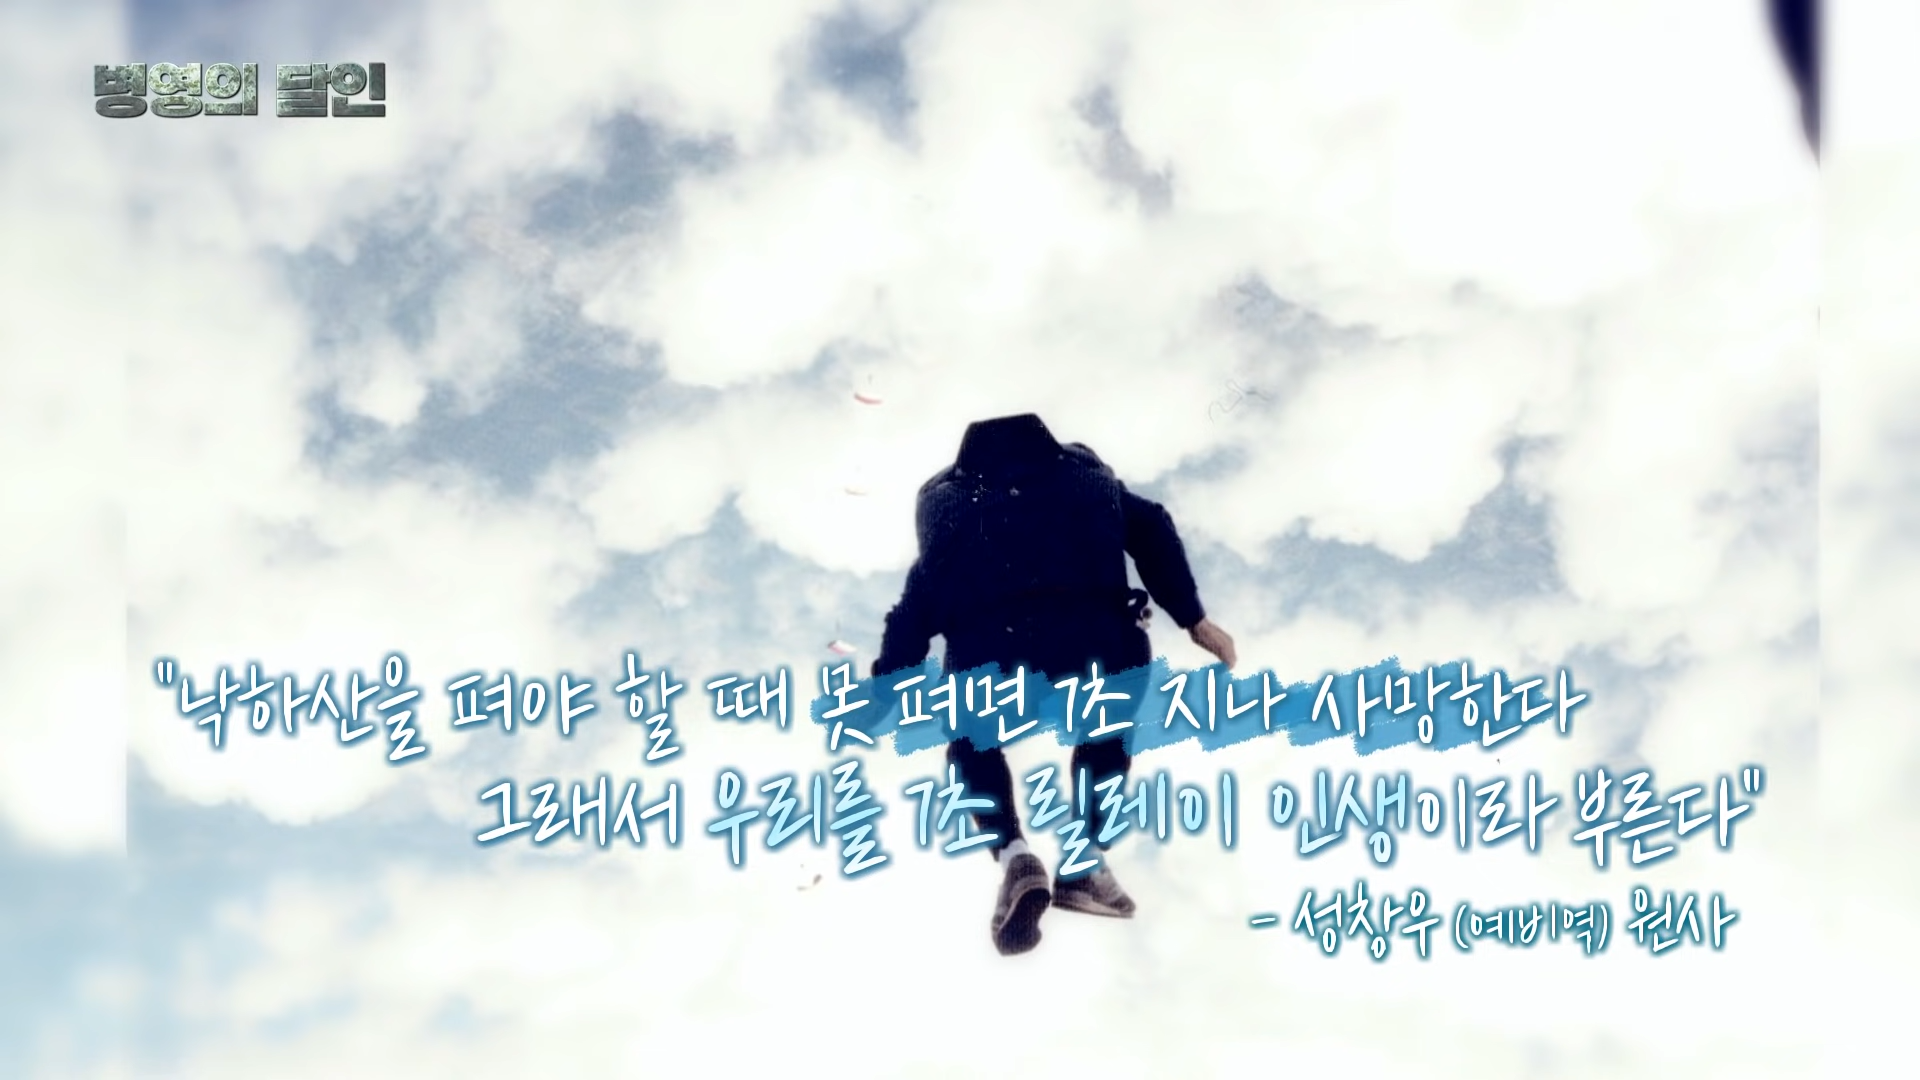 병영의 달인
"낙하산을 펴야 할 때 못 펴면 7초 지나 사망한다
그래서 우리를 7초 릴레이 인생이라 부른다"
- 성창우 (예비역) 원사